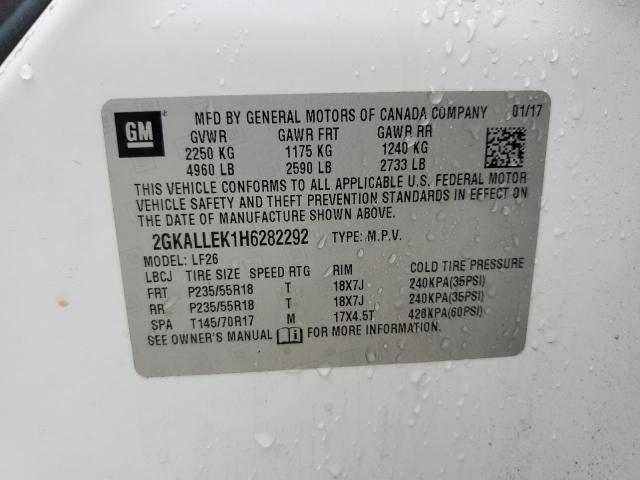 GM
MFD BY GENERAL MOTORS OF CANADA COMPANY 01/17
GVWR GAWR FRT GAWR RR
2250 KG 1175 KG 1240 KG
4960 LB 2590 LB 2733 LB
THIS VEHICLE CONFORMS TO ALL APPLICABLE U.S. FEDERAL MOTOR
VEHICLE SAFETY AND THEFT PREVENTION STANDARDS IN EFFECT ON
THE DATE OF MANUFACTURE SHOWN ABOVE.
2GKALLEK1H6282292 TYPE: M.P.V.
MODEL: LF26
LBCJ TIRE SIZE SPEED RTG RIM COLD TIRE PRESSURE
FRT P235/55R18 T 18X7J 240KPA(35PSI)
RR P235/55R18 T 18X7J 240KPA(35PSI)
SPA T145/70R17 M 17X4.5T 420KPA(60PSI)
SEE OWNER'S MANUAL FOR MORE INFORMATION